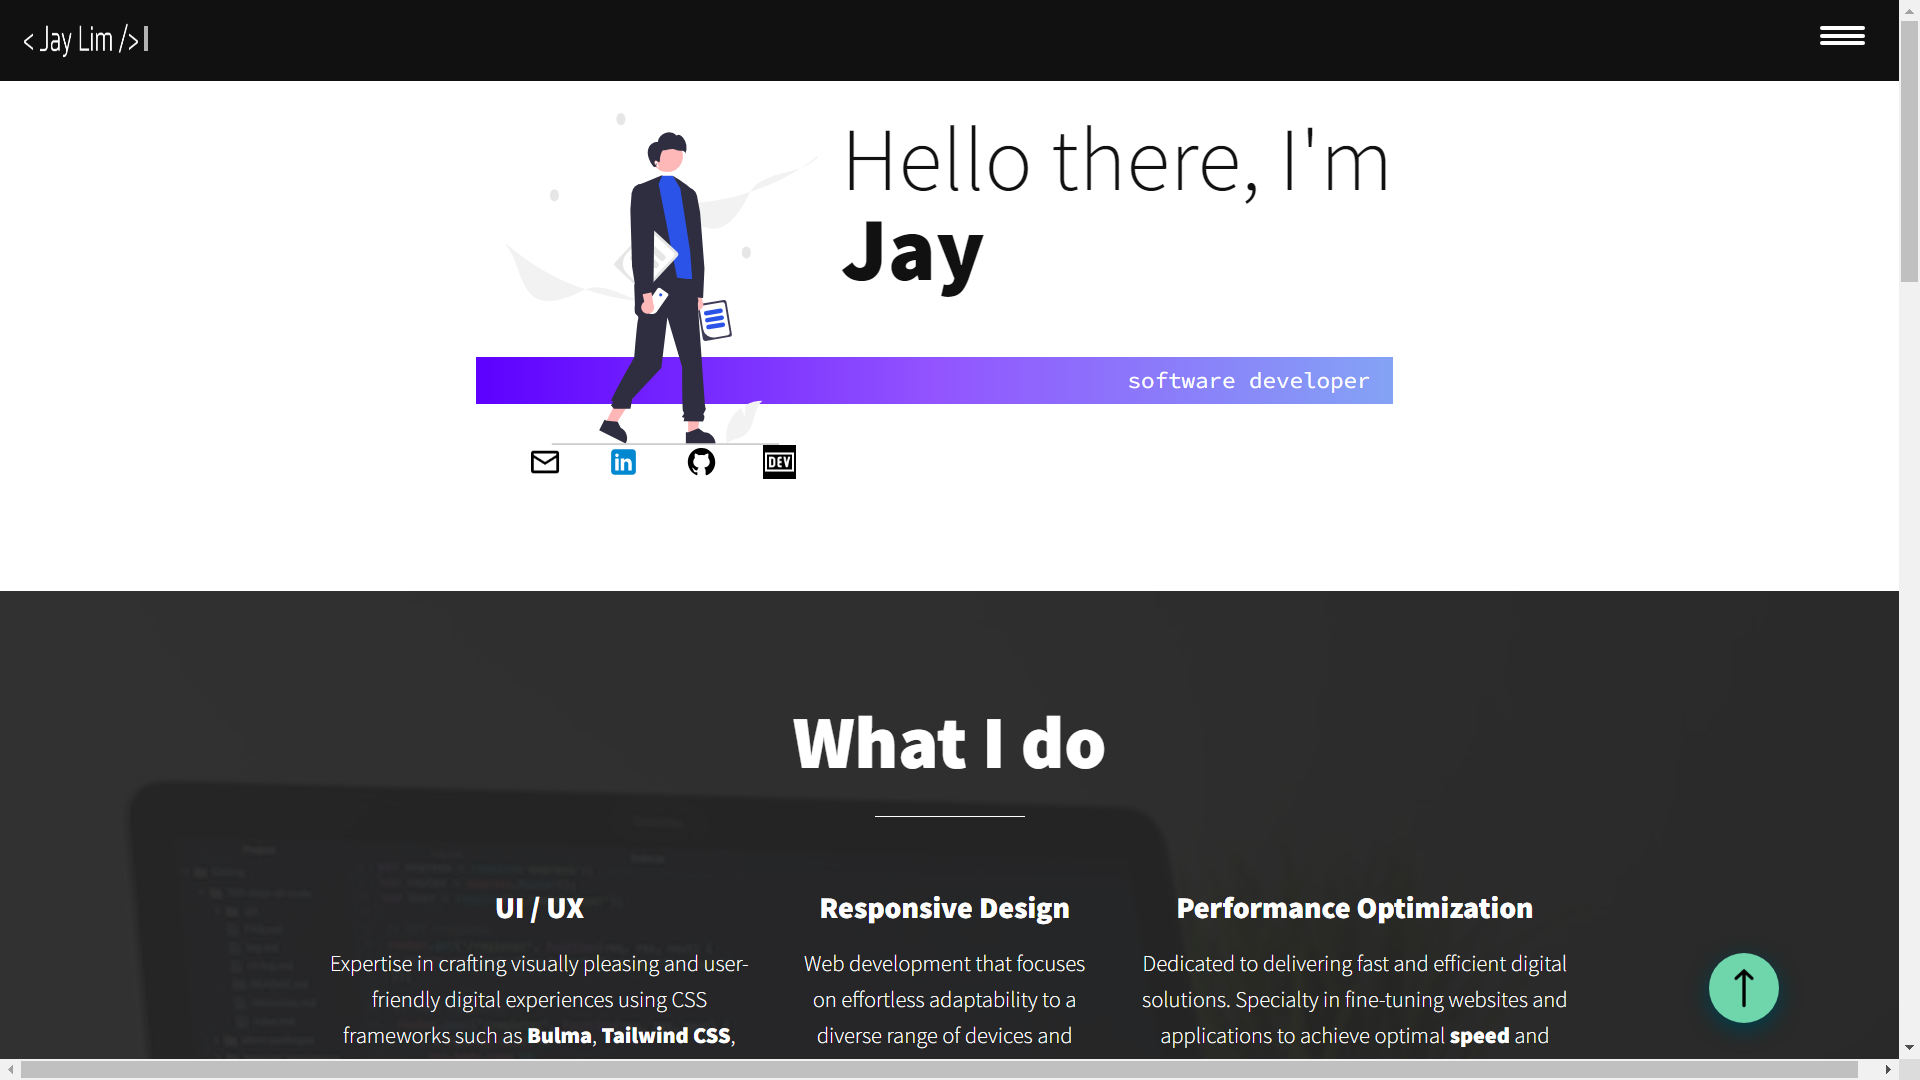 < Jay Lim />
Hello there, I'm
Jay
software developer
in
DEV
What I do
UI / UX
Expertise in crafting visually pleasing and user-
friendly digital experiences using CSS
frameworks such as Bulma, Tailwind CSS,
Responsive Design
Web development that focuses
on effortless adaptability to a
diverse range of devices and
Performance Optimization
Dedicated to delivering fast and efficient digital
solutions. Specialty in fine-tuning websites and
applications to achieve optimal speed and